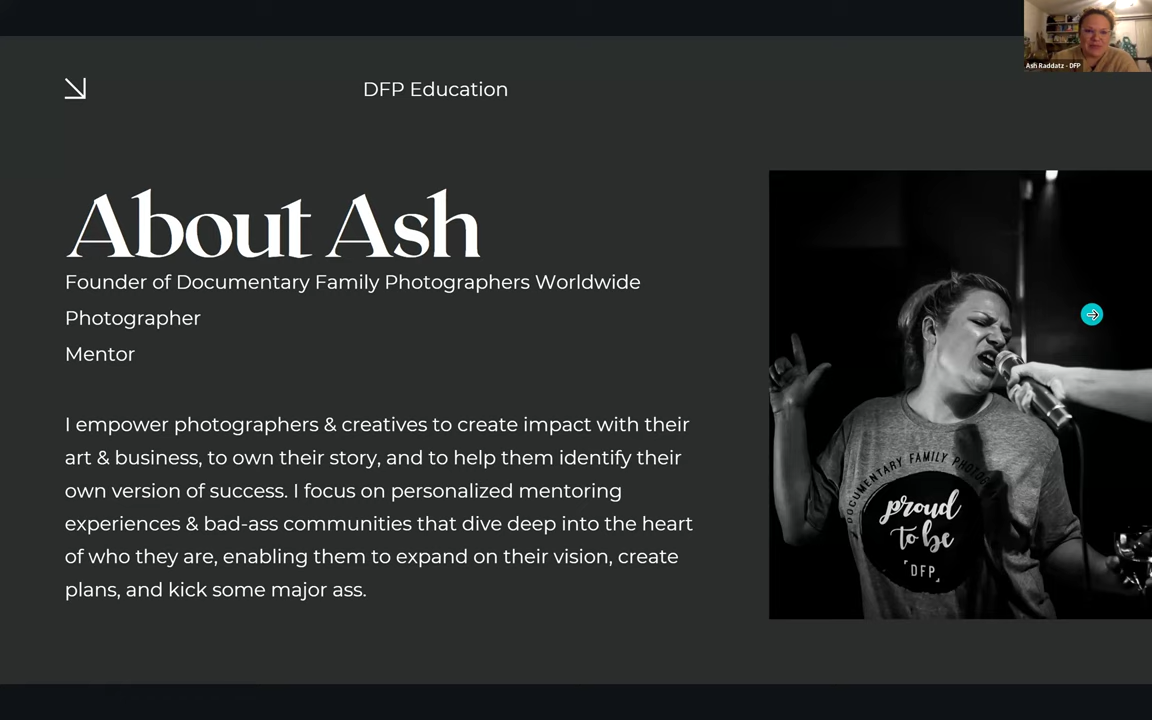 Ash Raddatz - DFP
DFP Education
About Ash
Founder of Documentary Family Photographers Worldwide
Photographer
Mentor
I empower photographers & creatives to create impact with their
art & business, to own their story, and to help them identify their
own version of success. I focus on personalized mentoring
experiences & bad-ass communities that dive deep into the heart
of who they are, enabling them to expand on their vision, create
plans, and kick some major ass.
DOCUMENTARY FAMILY PHOTOG
proud
to be
DFP